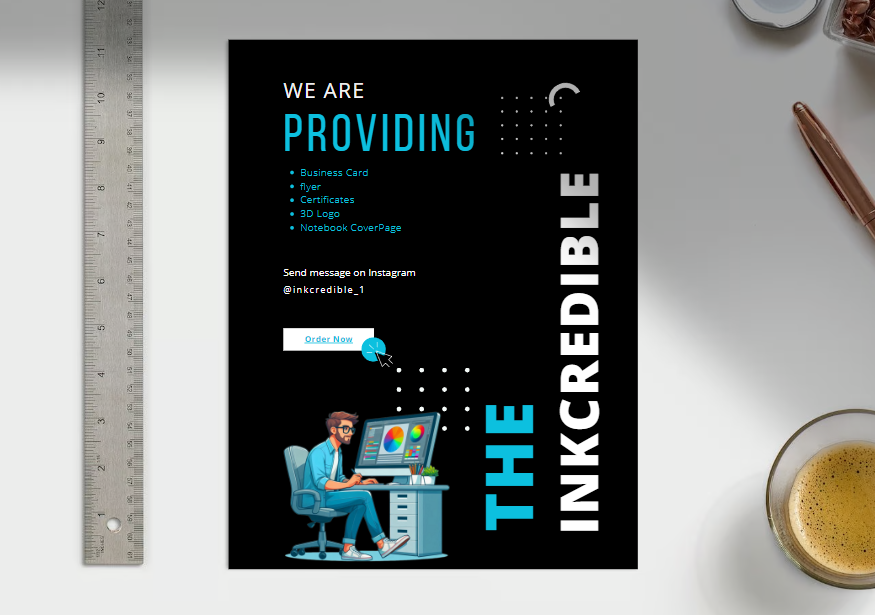 WE ARE
PROVIDING
Business Card
flyer
Certificates
3D Logo
Notebook CoverPage
Send message on Instagram
@inkcredible_1
Order Now
THE
INKCREDIBLE
12
11
10
9
8
7
6
5
4
3
2
1